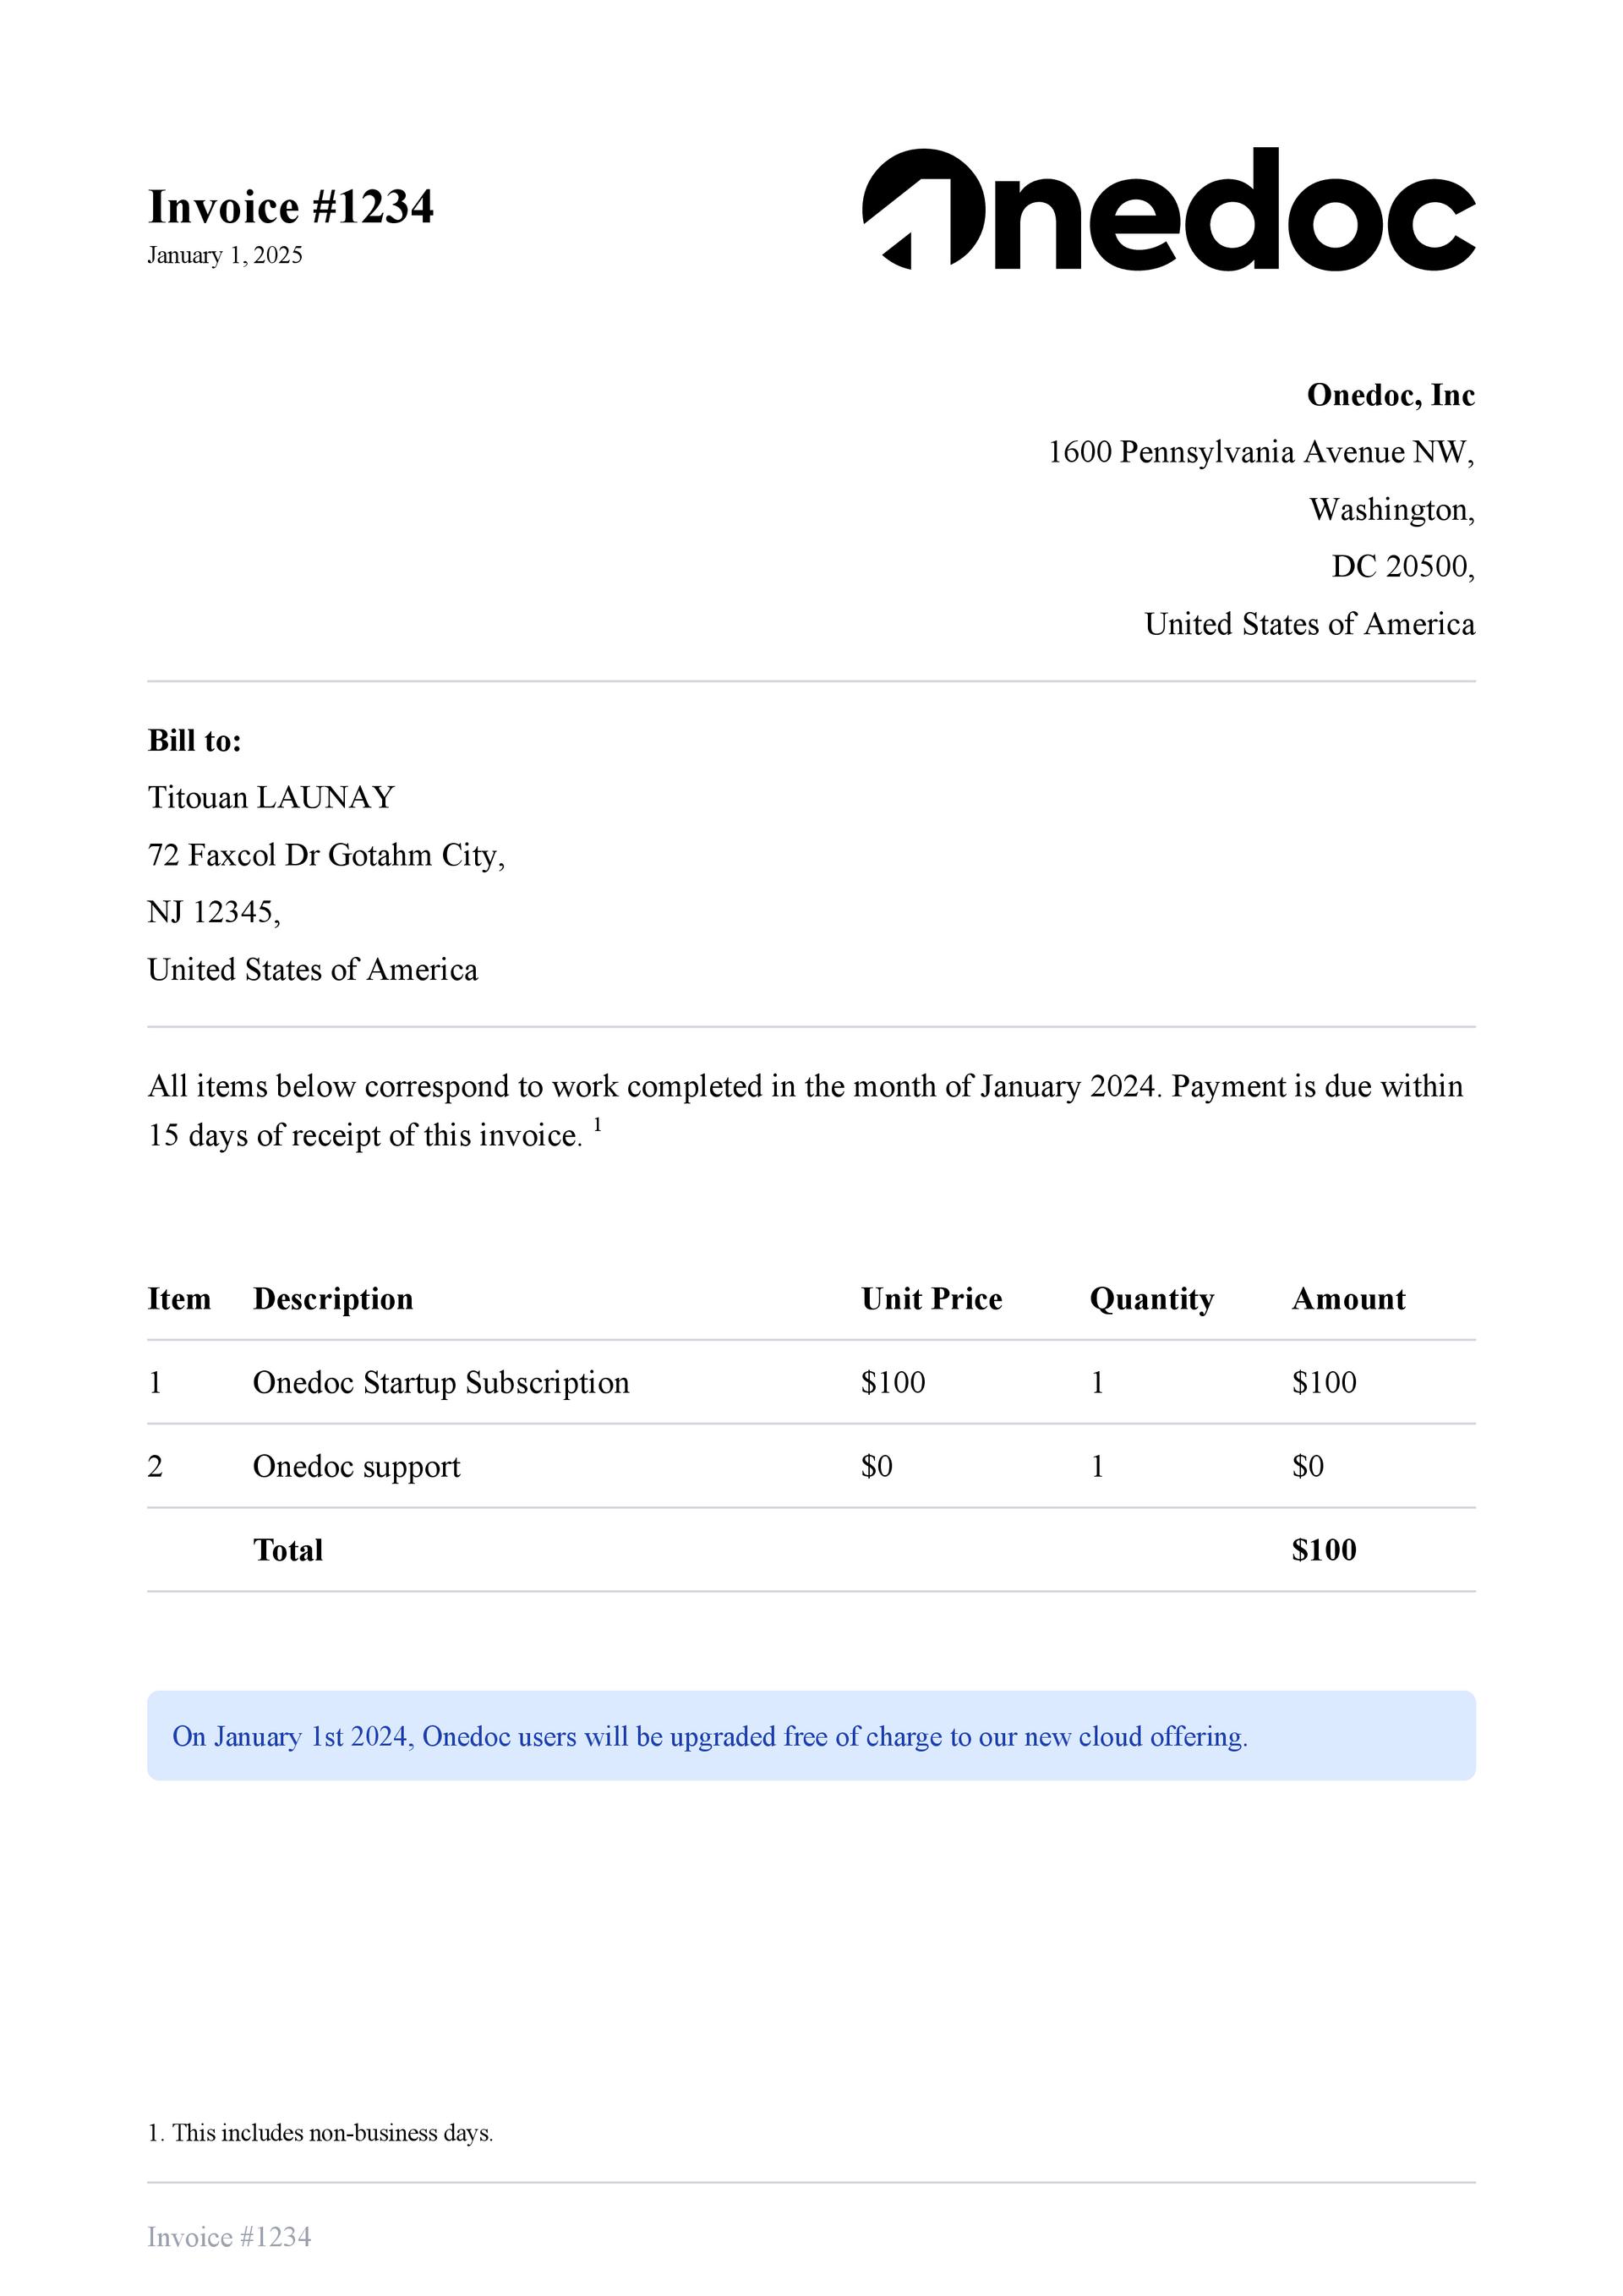 Invoice #1234
January 1, 2025
Onedoc
Onedoc, Inc
1600 Pennsylvania Avenue NW,
Washington,
DC 20500,
United States of America
Bill to:
Titouan LAUNAY
72 Faxcol Dr Gotahm City,
NJ 12345,
United States of America
All items below correspond to work completed in the month of January 2024. Payment is due within
15 days of receipt of this invoice. 1
Item Description Unit Price Quantity Amount
1 Onedoc Startup Subscription $100 1 $100
2 Onedoc support $0 1 $0
Total $100
On January 1st 2024, Onedoc users will be upgraded free of charge to our new cloud offering.
1. This includes non-business days.
Invoice #1234